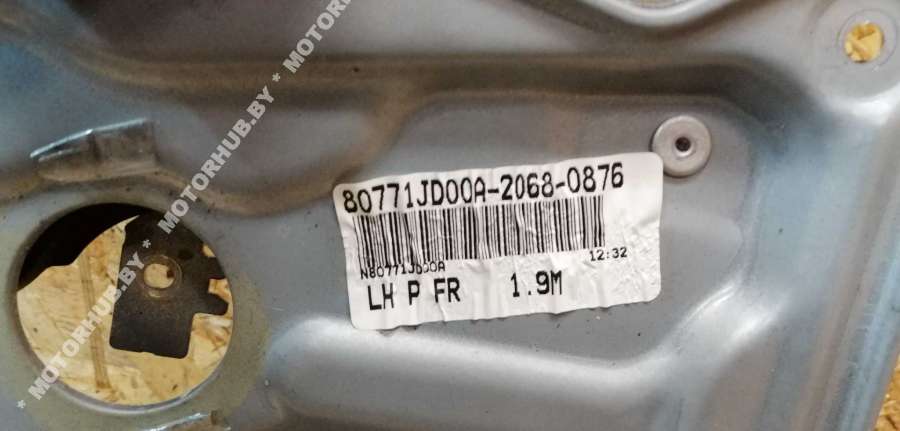 MOTORHUB.BY * MOTORHUB.BY * MOTORHUB.BY *
80771JD00A-2068-0876
N80771JD00A
12:32
LH P FR 1.9M